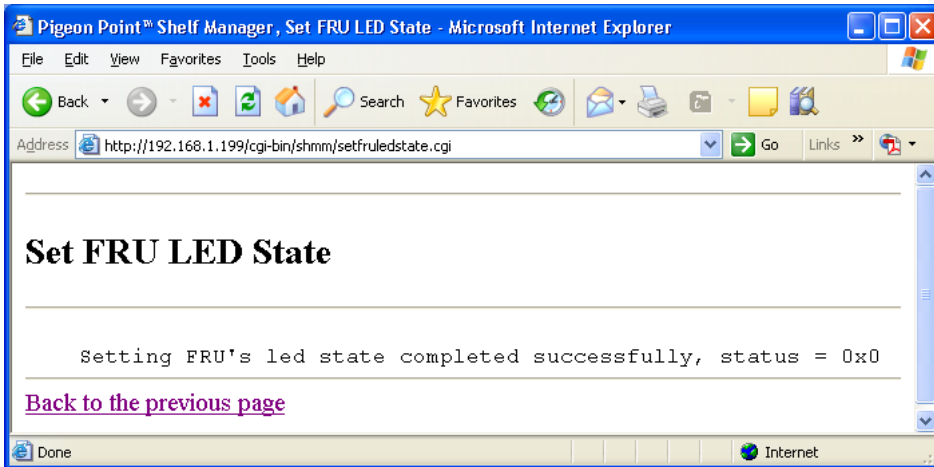 Pigeon Point™ Shelf Manager, Set FRU LED State - Microsoft Internet Explorer
File Edit View Favorites Tools Help
Back Search Favorites
Address http://192.168.1.199/cgi-bin/shmm/setfruledstate.cgi Go Links »
Set FRU LED State
Setting FRU's led state completed successfully, status = 0x0
Back to the previous page
Done Internet